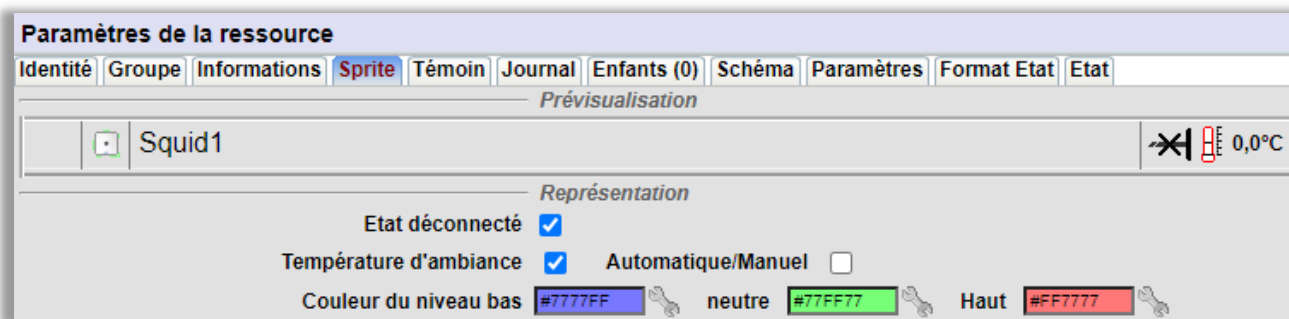 Paramètres de la ressource
Identité Groupe Informations Sprite Témoin Journal Enfants (0) Schéma Paramètres Format Etat Etat
Prévisualisation
Squid1 0,0°C
Représentation
Etat déconnecté
Température d'ambiance Automatique/Manuel
Couleur du niveau bas #7777FF neutre #77FF77 Haut #FF7777